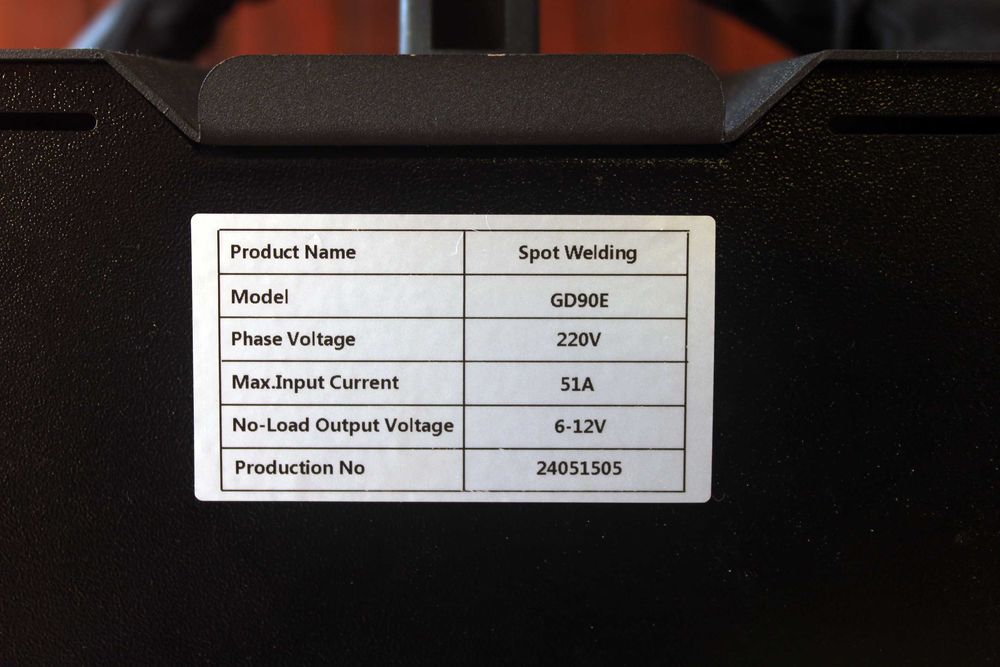 Product Name Spot Welding
Model GD90E
Phase Voltage 220V
Max.Input Current 51A
No-Load Output Voltage 6-12V
Production No 24051505